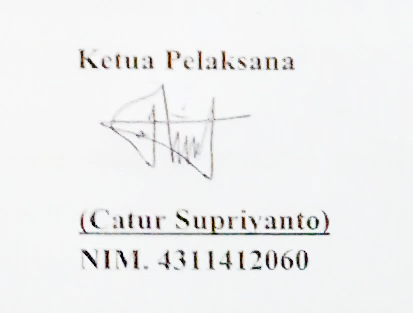 Ketua Pelaksana
(Catur Supriyanto)
NIM. 4311412060